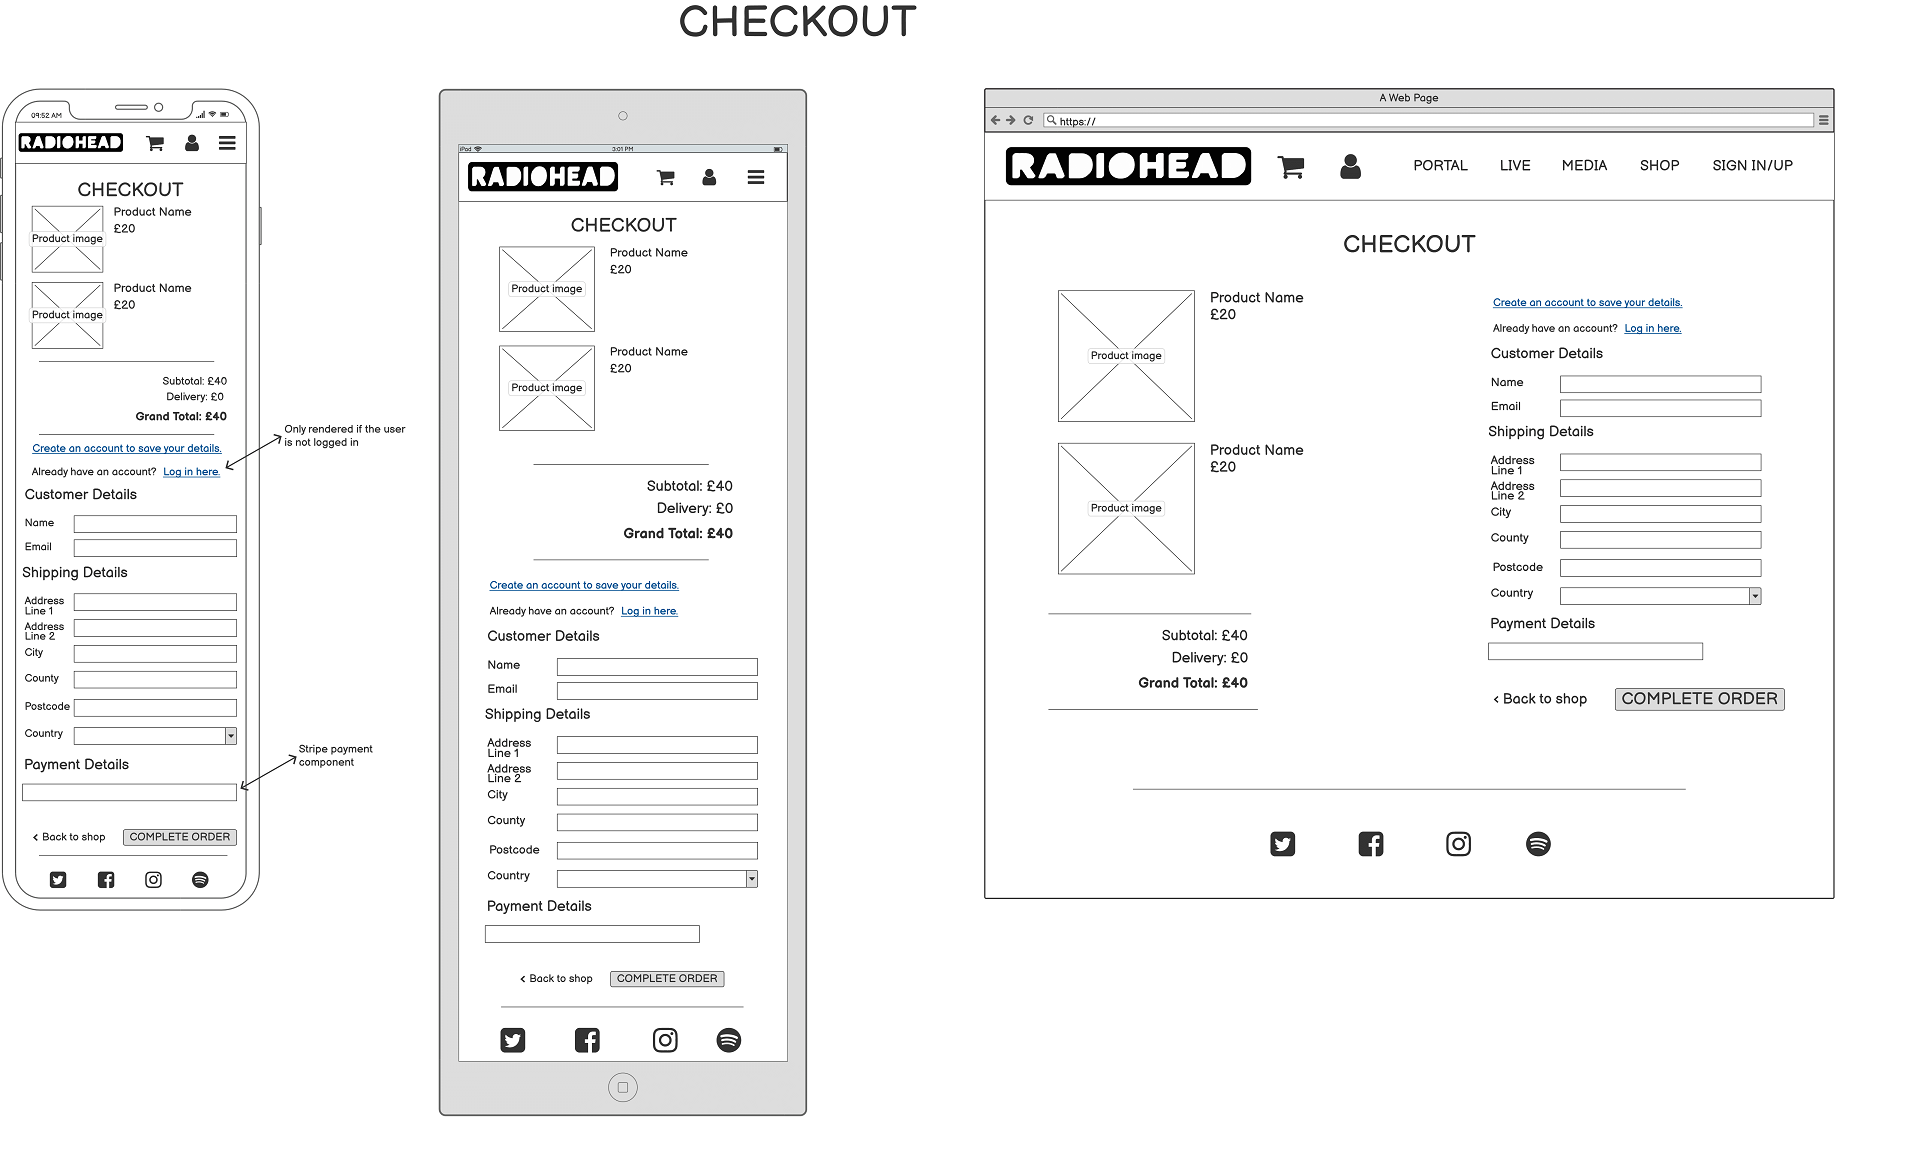 CHECKOUT
09:52 AM
RADIOHEAD
CHECKOUT
Product Name
£20
Product image
Product Name
£20
Product image
Subtotal: £40
Delivery: £0
Grand Total: £40
Create an account to save your details.
Already have an account? Log in here.
Customer Details
Name
Email
Shipping Details
Address
Line 1
Address
Line 2
City
County
Postcode
Country
Payment Details
< Back to shop COMPLETE ORDER
Only rendered if the user
is not logged in
Stripe payment
component
iPod 3:01 PM
RADIOHEAD
CHECKOUT
Product Name
£20
Product image
Product Name
£20
Product image
Subtotal: £40
Delivery: £0
Grand Total: £40
Create an account to save your details.
Already have an account? Log in here.
Customer Details
Name
Email
Shipping Details
Address
Line 1
Address
Line 2
City
County
Postcode
Country
Payment Details
< Back to shop COMPLETE ORDER
A Web Page
https://
RADIOHEAD PORTAL LIVE MEDIA SHOP SIGN IN/UP
CHECKOUT
Product Name
£20
Product image
Product Name
£20
Product image
Subtotal: £40
Delivery: £0
Grand Total: £40
Create an account to save your details.
Already have an account? Log in here.
Customer Details
Name
Email
Shipping Details
Address
Line 1
Address
Line 2
City
County
Postcode
Country
Payment Details
< Back to shop COMPLETE ORDER